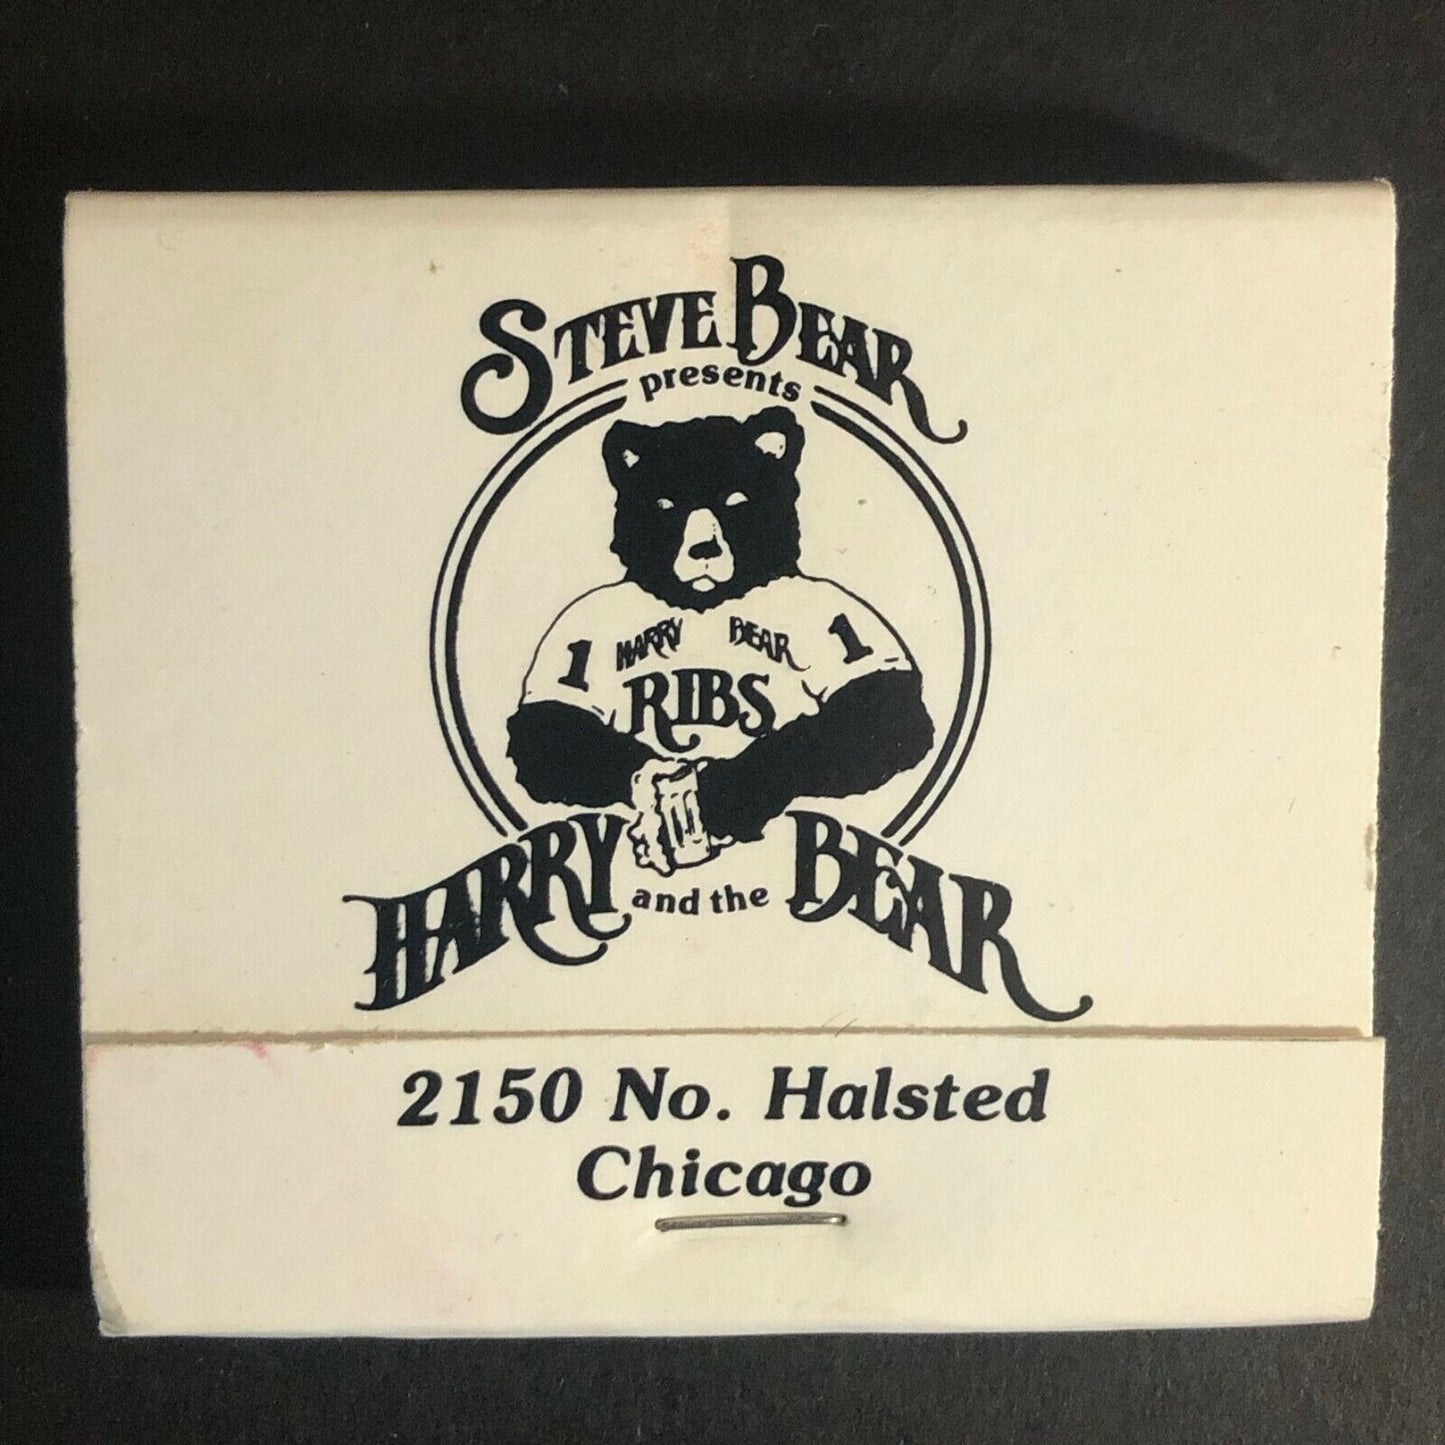 STEVE BEAR
presents
1 HARRY BEAR 1
RIBS
HARRY and the BEAR
2150 No. Halsted
Chicago